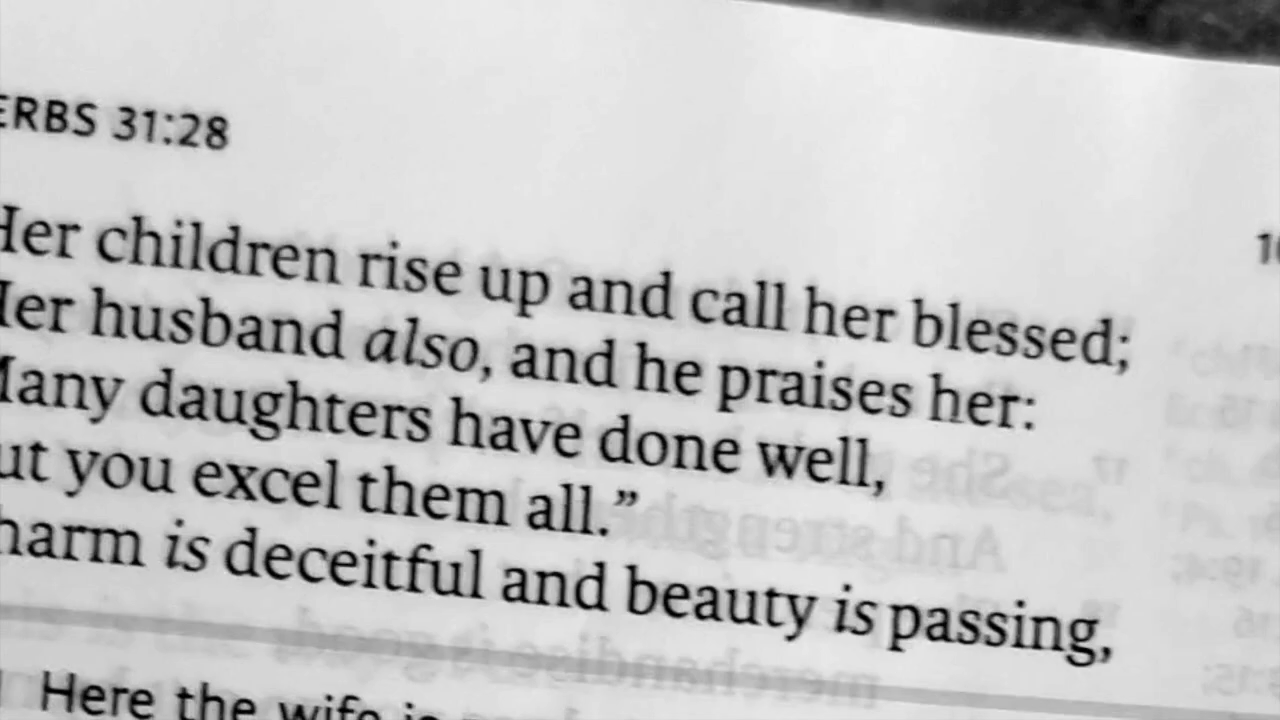 ERBS 31:28
Her children rise up and call her blessed;
Her husband also, and he praises her:
Many daughters have done well,
ut you excel them all.”
harm is deceitful and beauty is passing,
Here the wife is